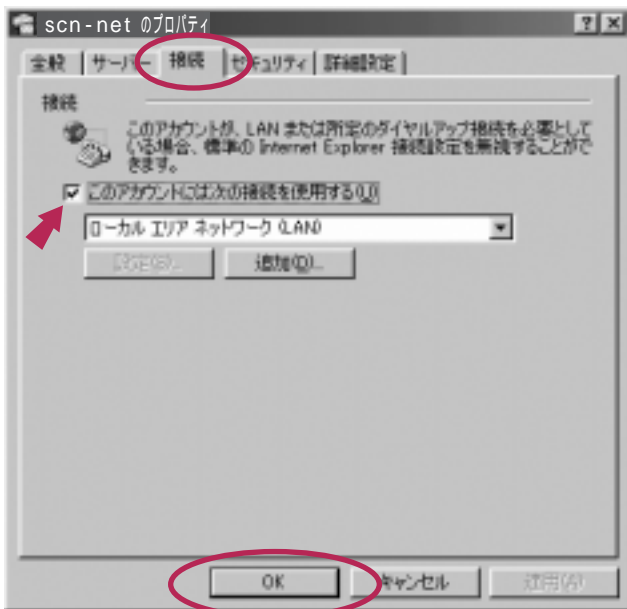 scn-net のプロパティ
全般 サーバー 接続 セキュリティ 詳細設定
接続
このアカウントが、LAN または所定のダイヤルアップ接続を必要として
いる場合、標準の Internet Explorer 接続設定を無視することがで
きます。
このアカウントには次の接続を使用する(U)
ローカル エリア ネットワーク (LAN)
設定(S)... 追加(D)...
OK キャンセル 適用(A)